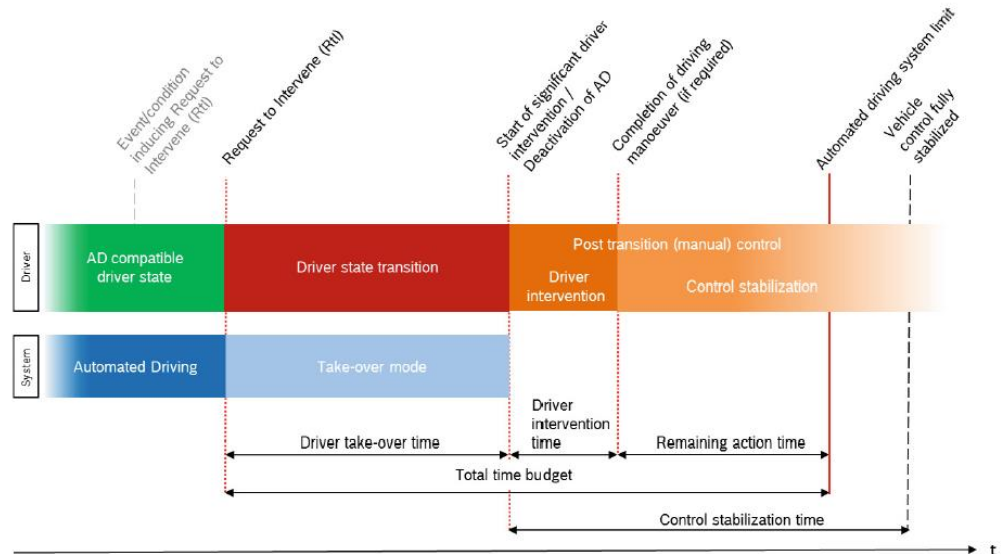 Event/condition
inducing Request to
Intervene (RtI)
Request to Intervene (RtI)
Start of significant driver
intervention /
Deactivation of AD
Completion of driving
manoeuver (if required)
Automated driving system limit
Vehicle
control fully
stabilized
Driver
AD compatible
driver state
Driver state transition
Post transition (manual) control
Driver
intervention
Control stabilization
System
Automated Driving
Take-over mode
Driver take-over time
Driver
intervention
time
Remaining action time
Total time budget
Control stabilization time
t